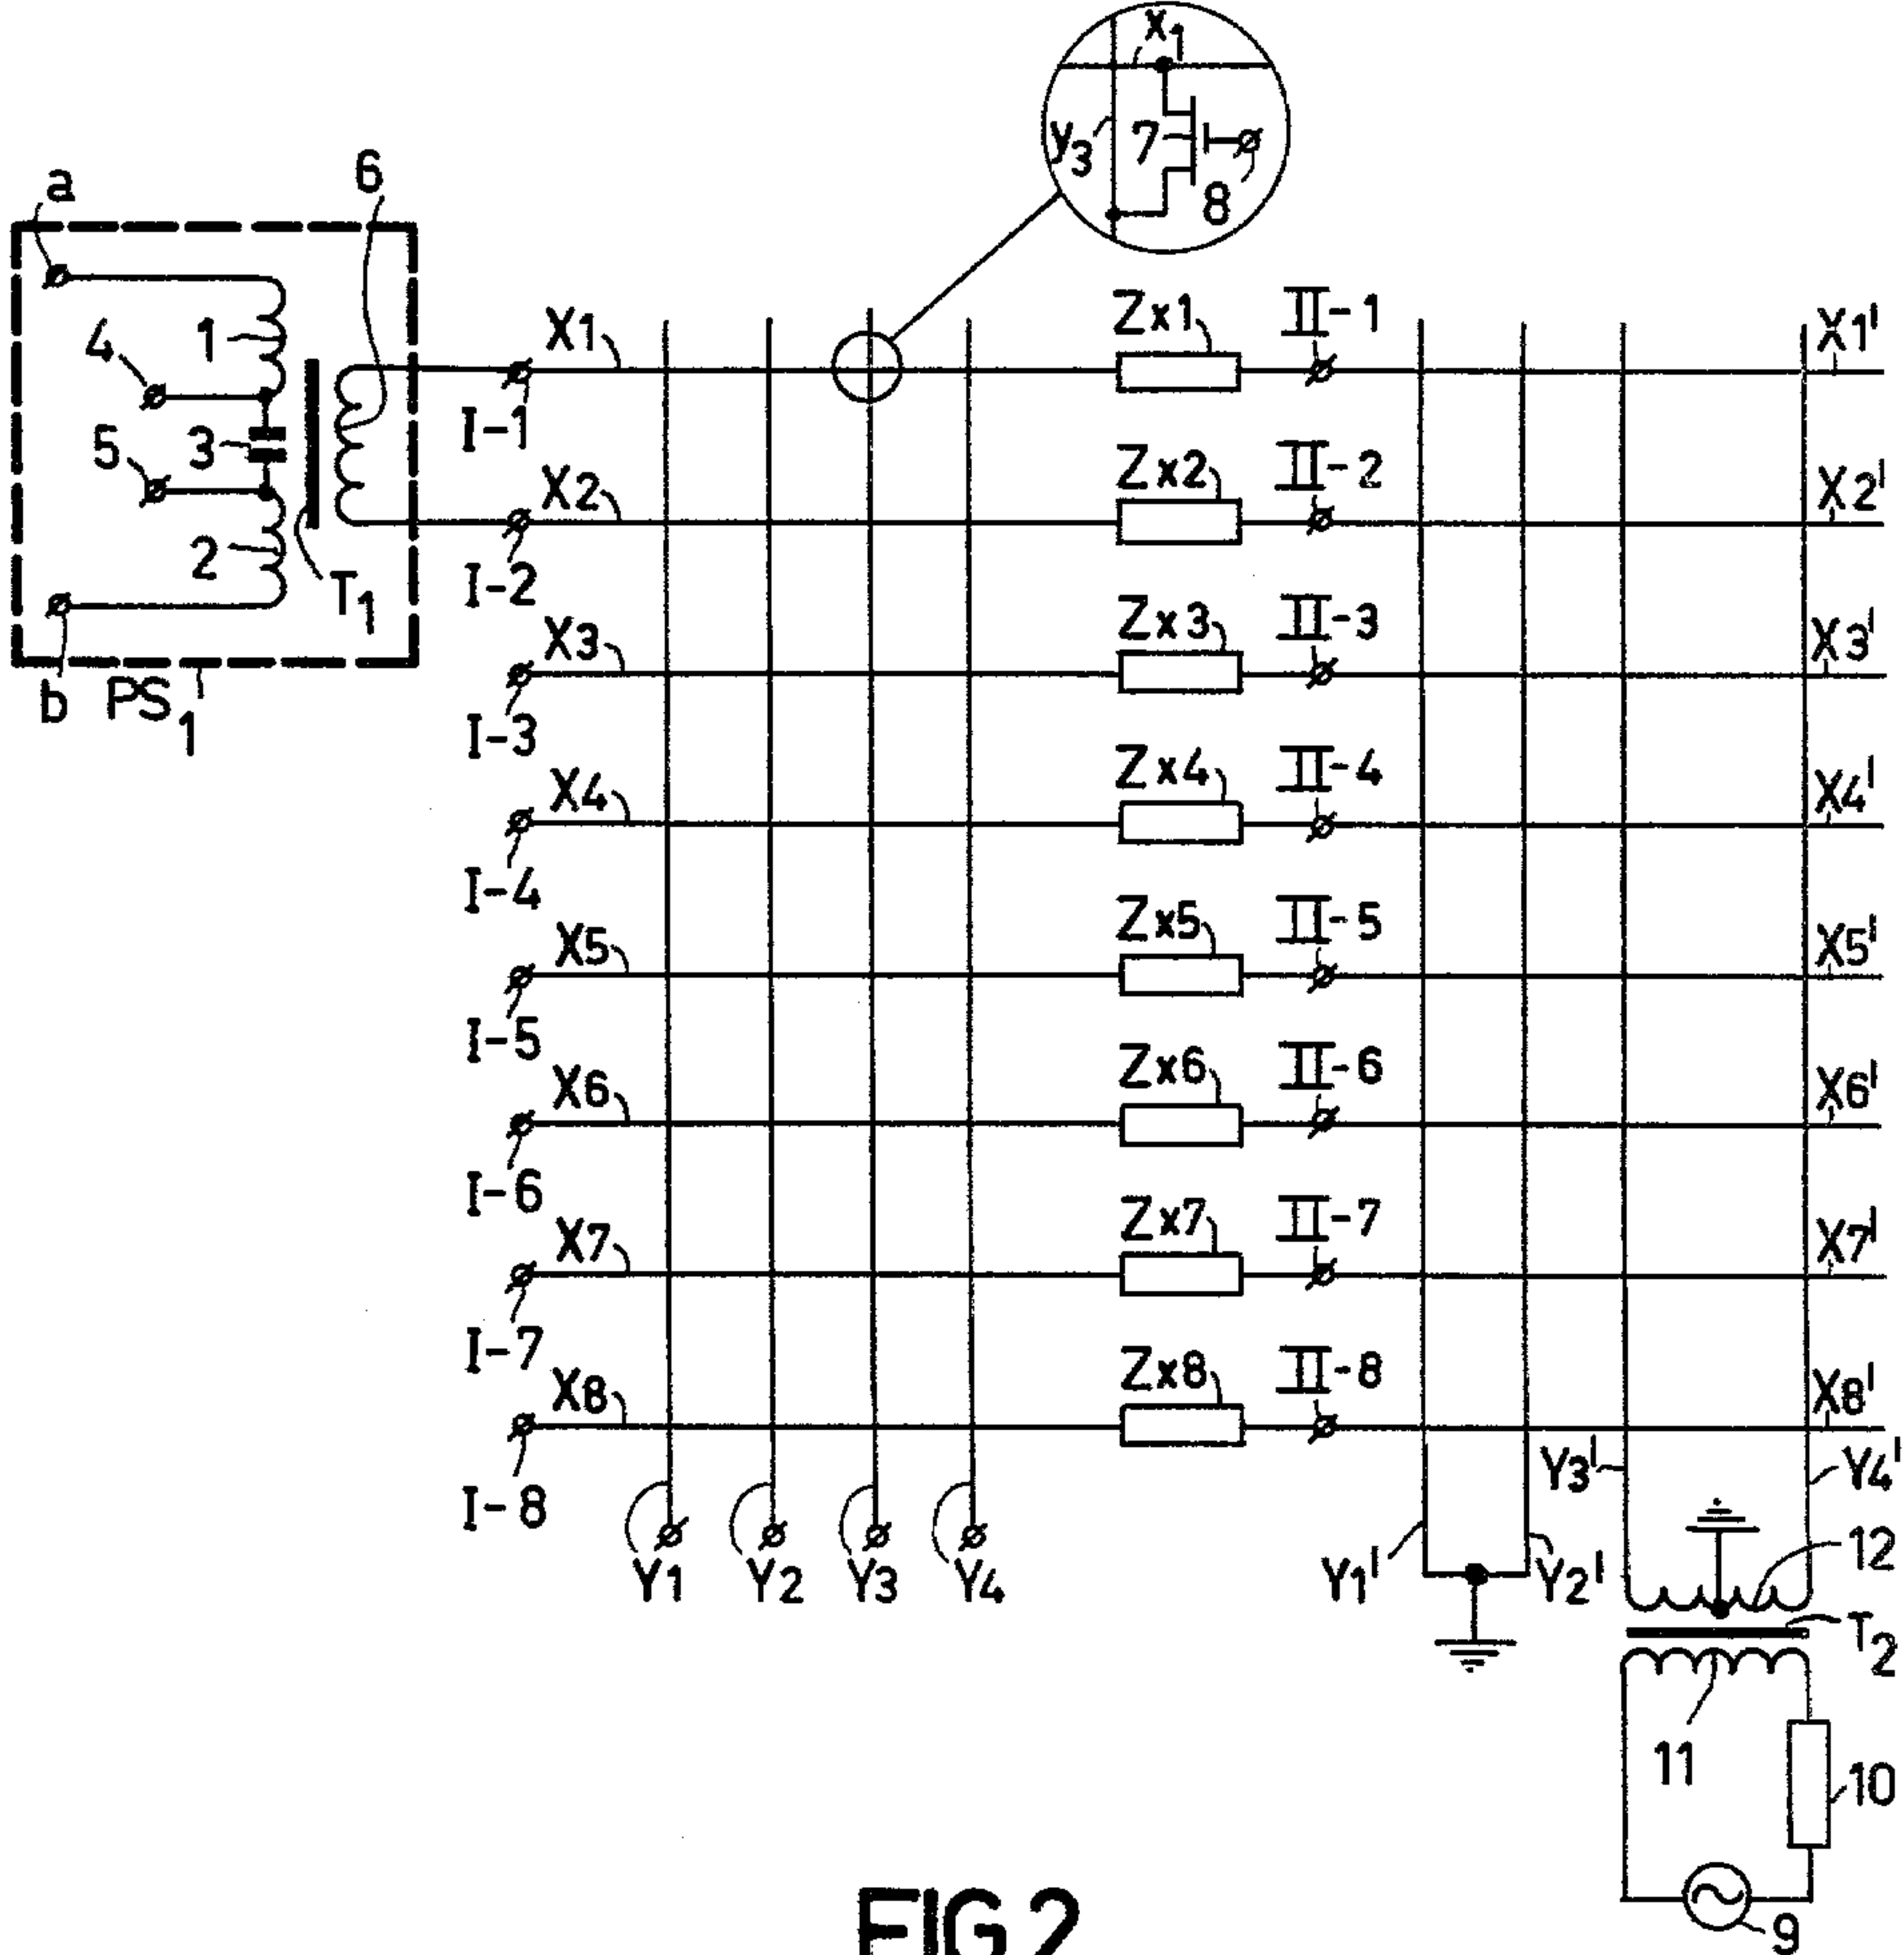 X1
y3
7
8
a
6
1
4
5
3
2
T1
b
PS1
X1
I-1
Zx1
II-1
X1'
X2
I-2
Zx2
II-2
X2'
X3
I-3
Zx3
II-3
X3'
X4
I-4
Zx4
II-4
X4'
X5
I-5
Zx5
II-5
X5'
X6
I-6
Zx6
II-6
X6'
X7
I-7
Zx7
II-7
X7'
X8
I-8
Zx8
II-8
X8'
Y3'
Y4'
Y1
Y2
Y3
Y4
Y1'
Y2'
12
T2
11
10
9
FIG.2